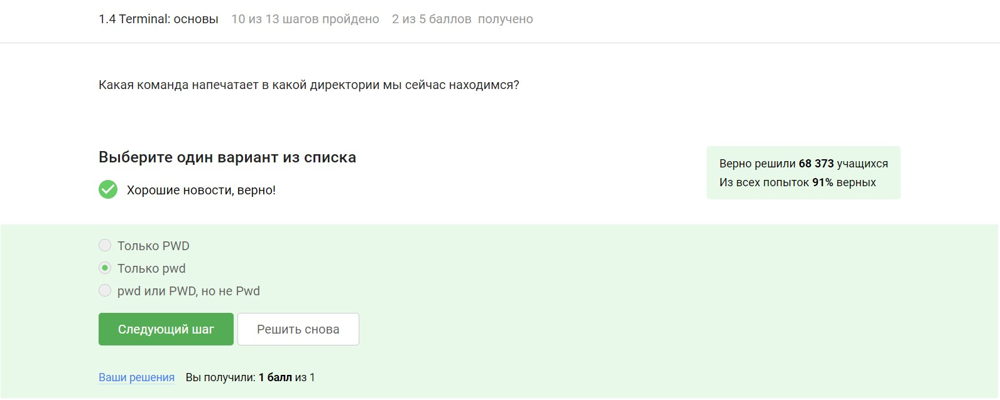 1.4 Terminal: основы 10 из 13 шагов пройдено 2 из 5 баллов получено
Какая команда напечатает в какой директории мы сейчас находимся?
Выберите один вариант из списка
Хорошие новости, верно!
Верно решили 68 373 учащихся
Из всех попыток 91% верных
Только PWD
Только pwd
pwd или PWD, но не Pwd
Следующий шаг Решить снова
Ваши решения Вы получили: 1 балл из 1